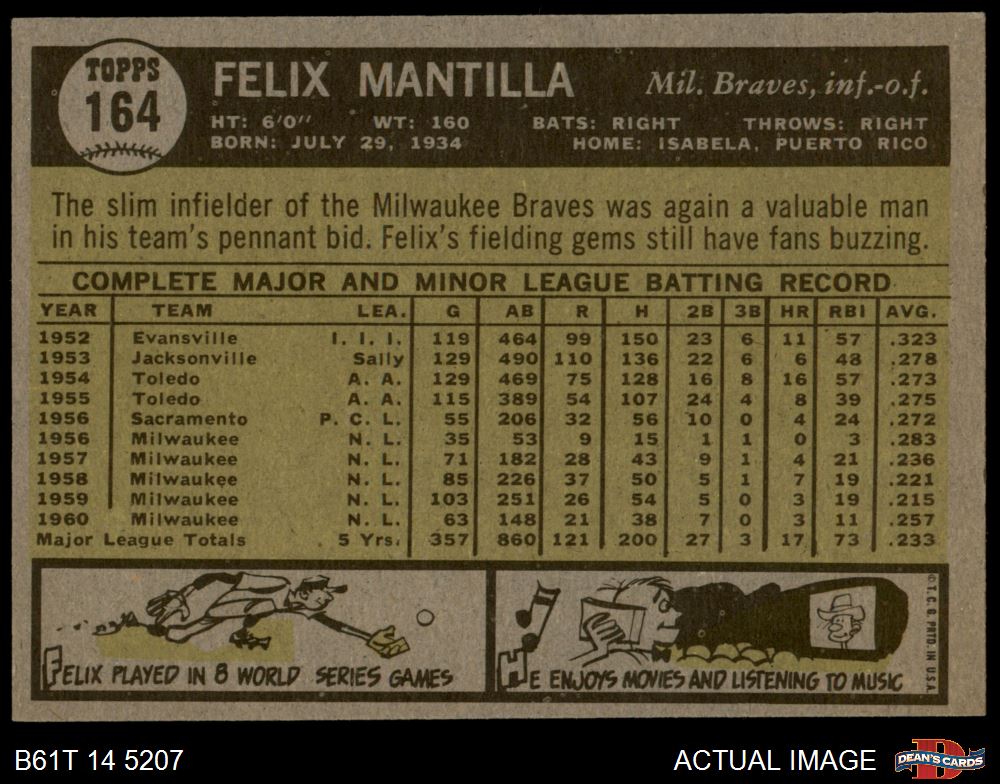 TOPPS
164
FELIX MANTILLA
Mil. Braves, inf.-o.f.
HT: 6'0" WT: 160 BATS: RIGHT THROWS: RIGHT
BORN: JULY 29, 1934 HOME: ISABELA, PUERTO RICO
The slim infielder of the Milwaukee Braves was again a valuable man
in his team's pennant bid. Felix's fielding gems still have fans buzzing.
COMPLETE MAJOR AND MINOR LEAGUE BATTING RECORD
YEAR TEAM LEA. G AB R H 2B 3B HR RBI AVG.
1952 Evansville I. I. I. 119 464 99 150 23 6 11 57 .323
1953 Jacksonville Sally 129 490 110 136 22 6 6 48 .278
1954 Toledo A. A. 129 469 75 128 16 8 16 57 .273
1955 Toledo A. A. 115 389 54 107 24 4 8 39 .275
1956 Sacramento P. C. L. 55 206 32 56 10 0 4 24 .272
1956 Milwaukee N. L. 35 53 9 15 1 1 0 3 .283
1957 Milwaukee N. L. 71 182 28 43 9 1 4 21 .236
1958 Milwaukee N. L. 85 226 37 50 5 1 7 19 .221
1959 Milwaukee N. L. 103 251 26 54 5 0 3 19 .215
1960 Milwaukee N. L. 63 148 21 38 7 0 3 11 .257
Major League Totals 5 Yrs. 357 860 121 200 27 3 17 73 .233
FELIX PLAYED IN 8 WORLD SERIES GAMES
HE ENJOYS MOVIES AND LISTENING TO MUSIC
© T. C. G. PRTD. IN U.S.A.
B61T 14 5207
ACTUAL IMAGE
D
DEAN'S CARDS